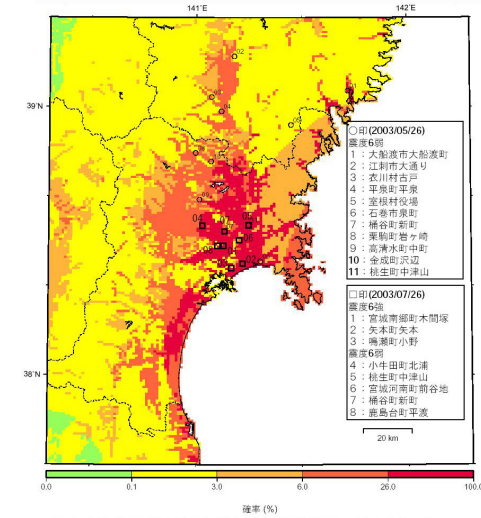 141°E
142°E
39°N
38°N
○印(2003/05/26)
震度6弱
1：大船渡市大船渡町
2：江刺市大通り
3：衣川村古戸
4：平泉町平泉
5：室根村役場
6：石巻市泉町
7：桶谷町新町
8：栗駒町岩ヶ崎
9：高清水町中町
10：金成町沢辺
11：桃生町中津山
□印(2003/07/26)
震度6強
1：宮城南郷町木間塚
2：矢本町矢本
3：鳴瀬町小野
震度6弱
4：小牛田町北浦
5：桃生町中津山
6：宮城河南町前谷地
7：桶谷町新町
8：鹿島台町平渡
20 km
0.0 0.1 3.0 6.0 26.0 100.0
確率 (%)